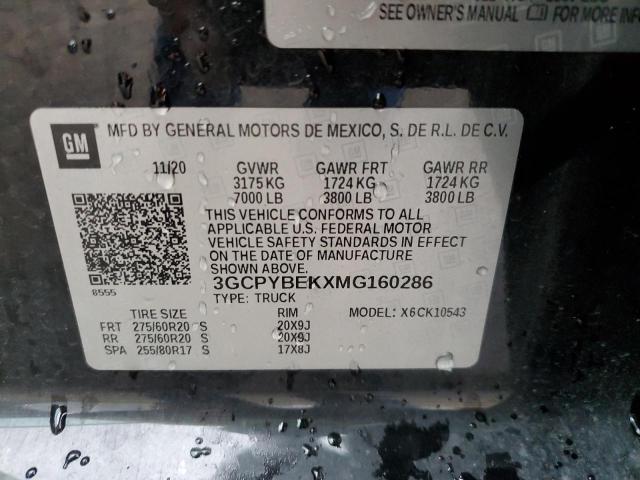 SEE OWNER'S MANUAL FOR MORE INFO
GM
MFD BY GENERAL MOTORS DE MEXICO, S. DE R.L. DE C.V.
11/20 GVWR GAWR FRT GAWR RR
3175 KG 1724 KG 1724 KG
7000 LB 3800 LB 3800 LB
THIS VEHICLE CONFORMS TO ALL
APPLICABLE U.S. FEDERAL MOTOR
VEHICLE SAFETY STANDARDS IN EFFECT
ON THE DATE OF MANUFACTURE
SHOWN ABOVE.
8555
3GCPYBEKXMG160286
TYPE: TRUCK
TIRE SIZE RIM MODEL: X6CK10543
FRT 275/60R20 S 20X9J
RR 275/60R20 S 20X9J
SPA 255/80R17 S 17X8J